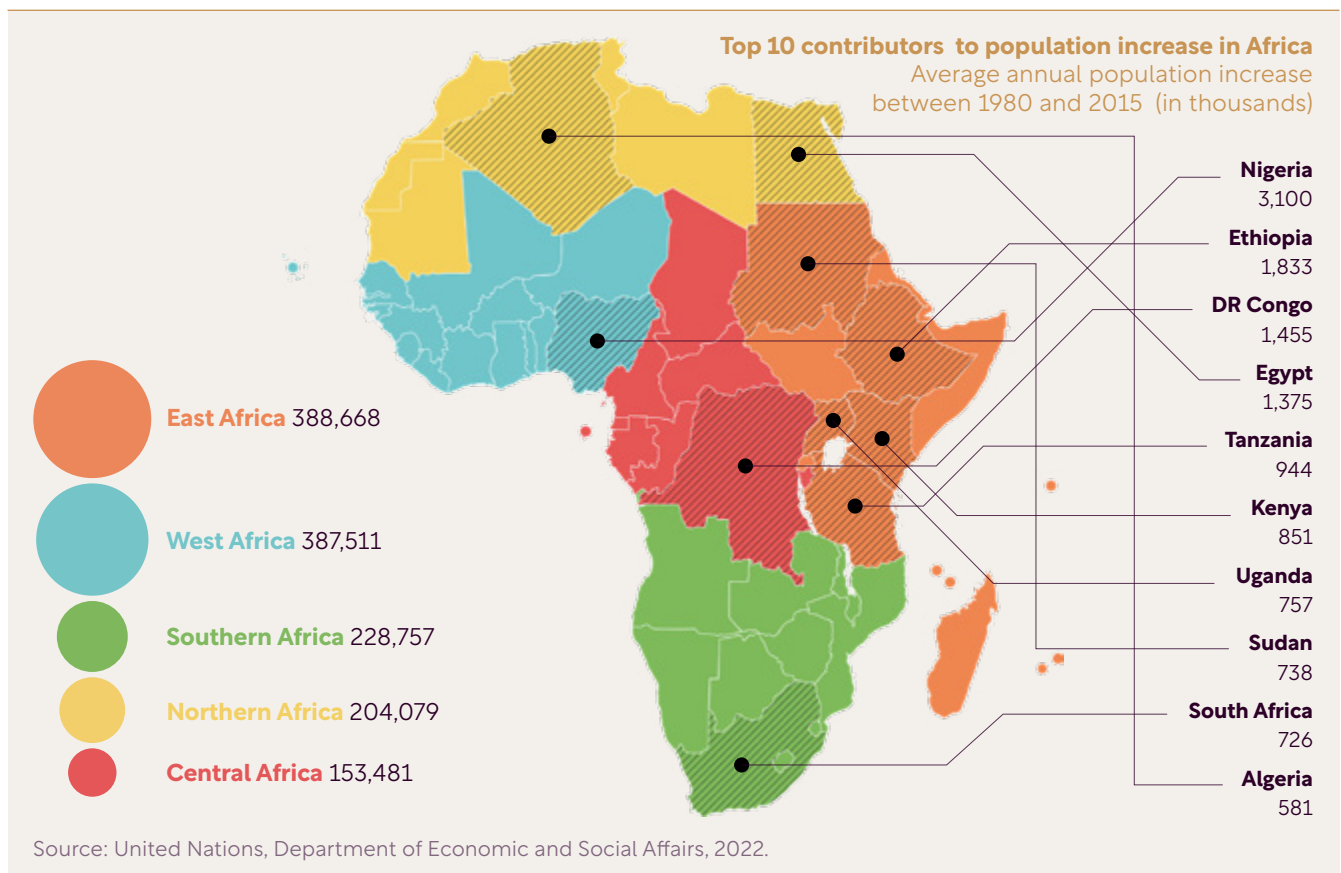 Top 10 contributors to population increase in Africa
Average annual population increase
between 1980 and 2015 (in thousands)
Nigeria
3,100
Ethiopia
1,833
DR Congo
1,455
Egypt
1,375
Tanzania
944
Kenya
851
Uganda
757
Sudan
738
South Africa
726
Algeria
581
East Africa 388,668
West Africa 387,511
Southern Africa 228,757
Northern Africa 204,079
Central Africa 153,481
Source: United Nations, Department of Economic and Social Affairs, 2022.